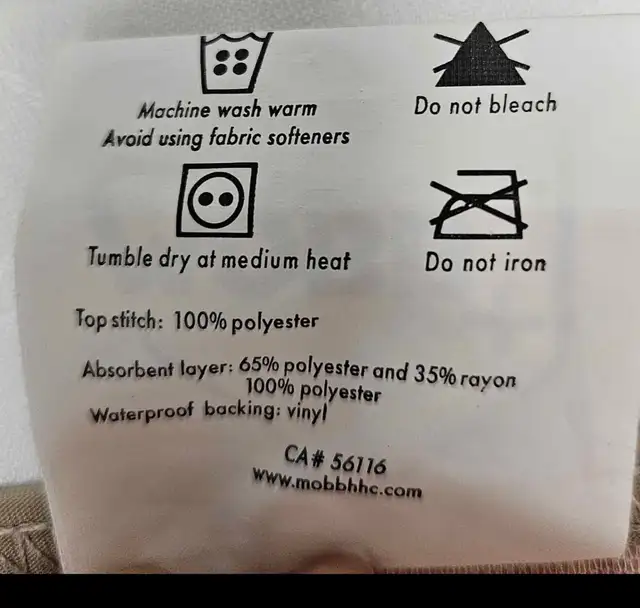 Machine wash warm
Avoid using fabric softeners
Do not bleach
Tumble dry at medium heat
Do not iron
Top stitch: 100% polyester
Absorbent layer: 65% polyester and 35% rayon
100% polyester
Waterproof backing: vinyl
CA# 56116
www.mobbhhc.com